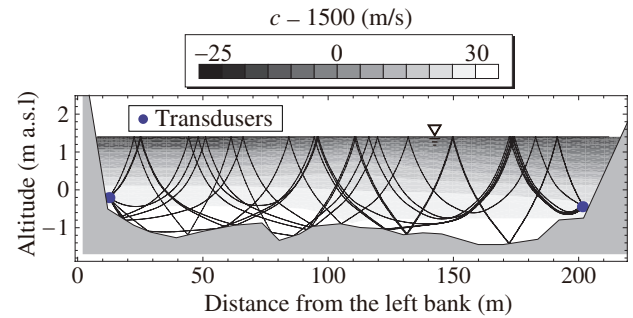 c – 1500 (m/s)
−25 0 30
Transdusers
Altitude (m a.s.l)
2
1
0
−1
0 50 100 150 200
Distance from the left bank (m)